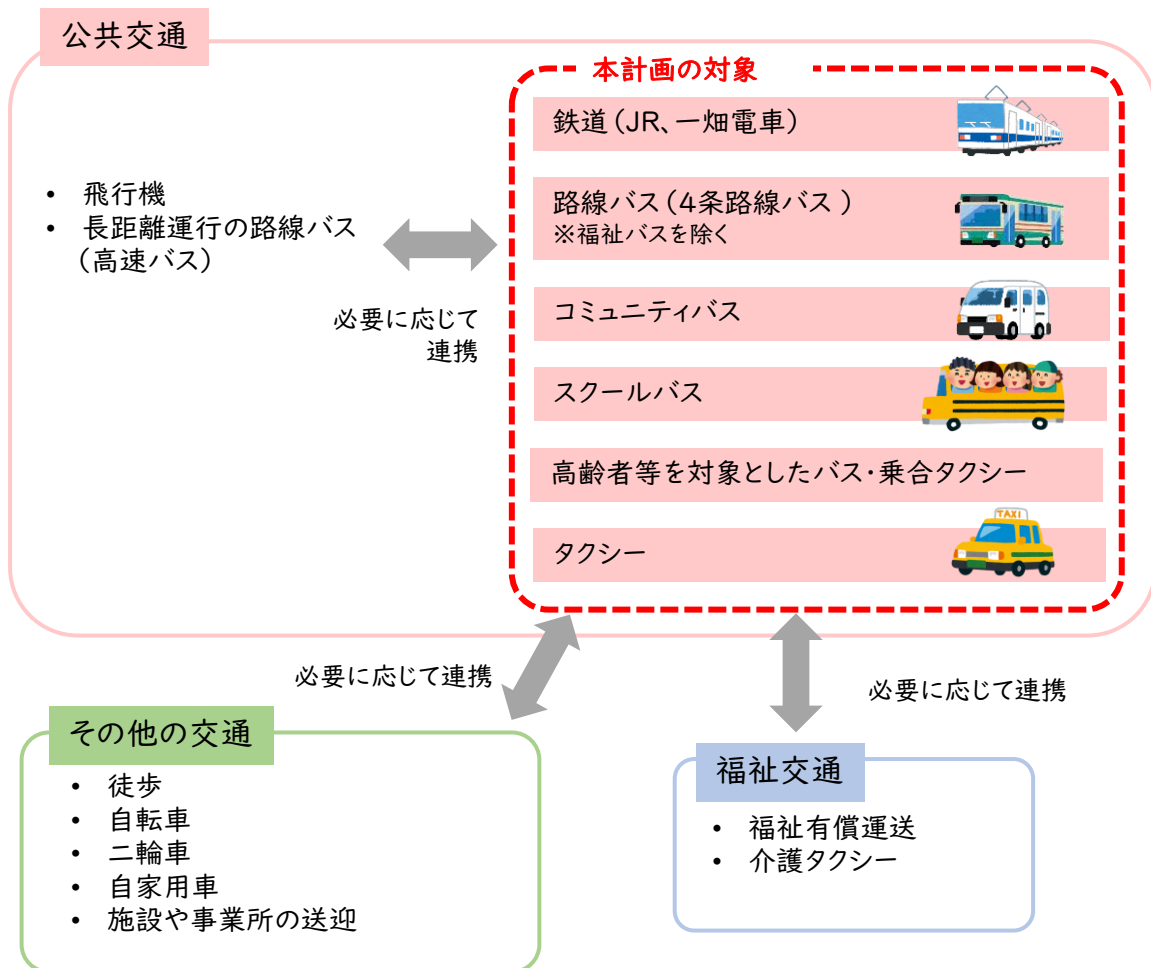 公共交通
本計画の対象
鉄道（JR、一畑電車）
路線バス（4条路線バス ）
※福祉バスを除く
コミュニティバス
スクールバス
高齢者等を対象としたバス・乗合タクシー
TAXI
タクシー
• 飛行機
• 長距離運行の路線バス
（高速バス）
必要に応じて
連携
必要に応じて連携
必要に応じて連携
その他の交通
• 徒歩
• 自転車
• 二輪車
• 自家用車
• 施設や事業所の送迎
福祉交通
• 福祉有償運送
• 介護タクシー